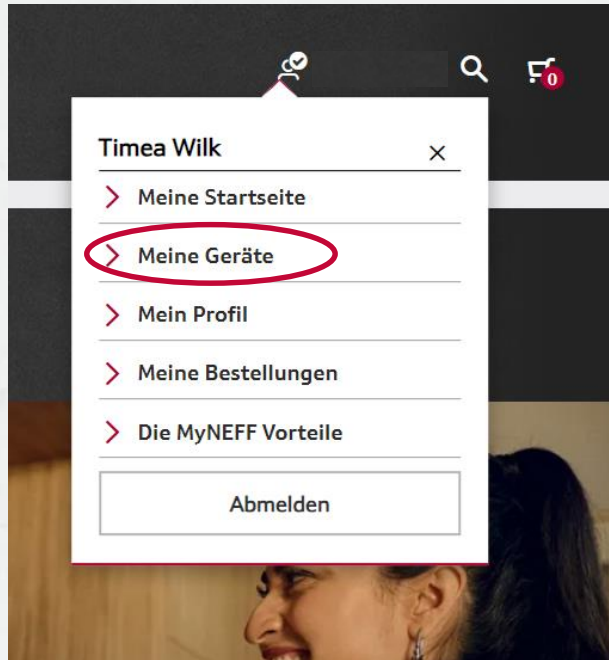 0
Timea Wilk
Meine Startseite
Meine Geräte
Mein Profil
Meine Bestellungen
Die MyNEFF Vorteile
Abmelden